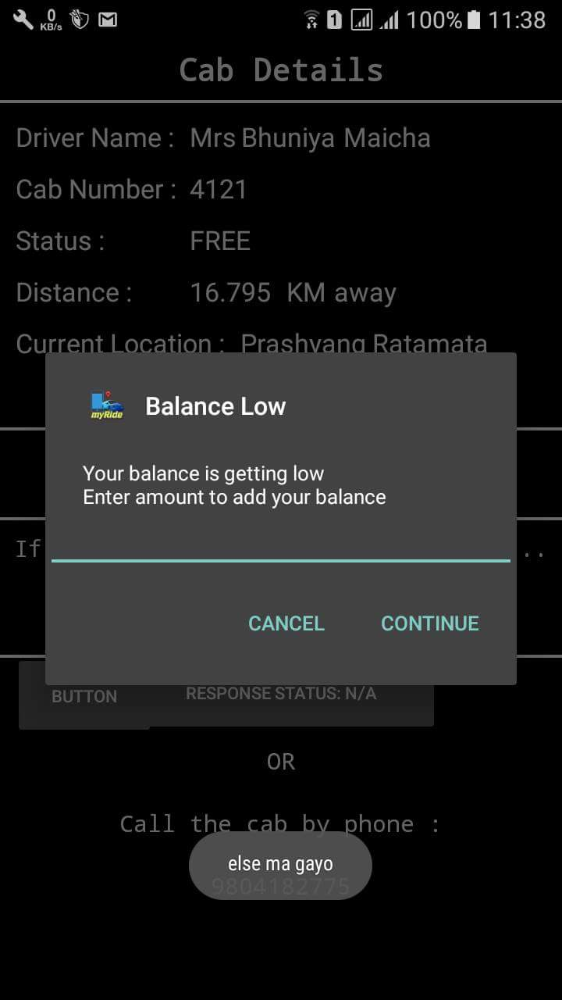 0
KB/s
1
100% 11:38
Cab Details
Driver Name : Mrs Bhuniya Maicha
Cab Number : 4121
Status : FREE
Distance : 16.795 KM away
Current Location : Prashyang Ratamata
myRide
Balance Low
Your balance is getting low
Enter amount to add your balance
If ..
CANCEL CONTINUE
BUTTON RESPONSE STATUS: N/A
OR
Call the cab by phone :
else ma gayo
9804182775